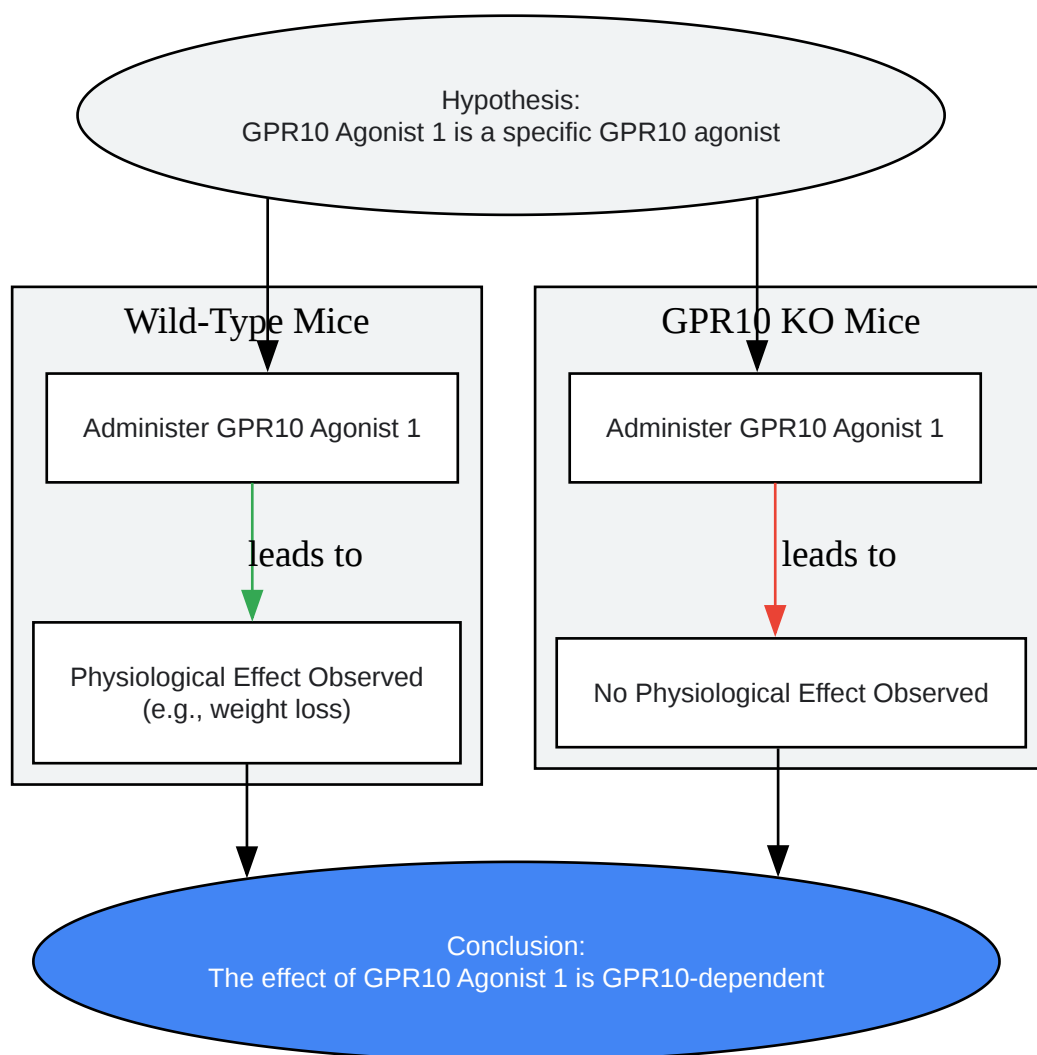 Hypothesis:
GPR10 Agonist 1 is a specific GPR10 agonist
Wild-Type Mice
Administer GPR10 Agonist 1
leads to
Physiological Effect Observed
(e.g., weight loss)
GPR10 KO Mice
Administer GPR10 Agonist 1
leads to
No Physiological Effect Observed
Conclusion:
The effect of GPR10 Agonist 1 is GPR10-dependent